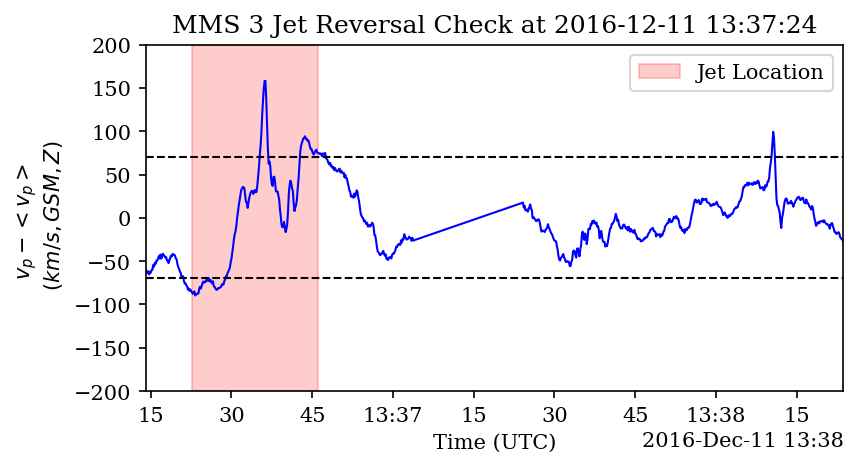 MMS 3 Jet Reversal Check at 2016-12-11 13:37:24
Jet Location
200
150
100
50
0
−50
−100
−150
−200
v_p − <v_p>
(km/s, GSM, Z)
15 30 45 13:37 15 30 45 13:38 15
Time (UTC)
2016-Dec-11 13:38